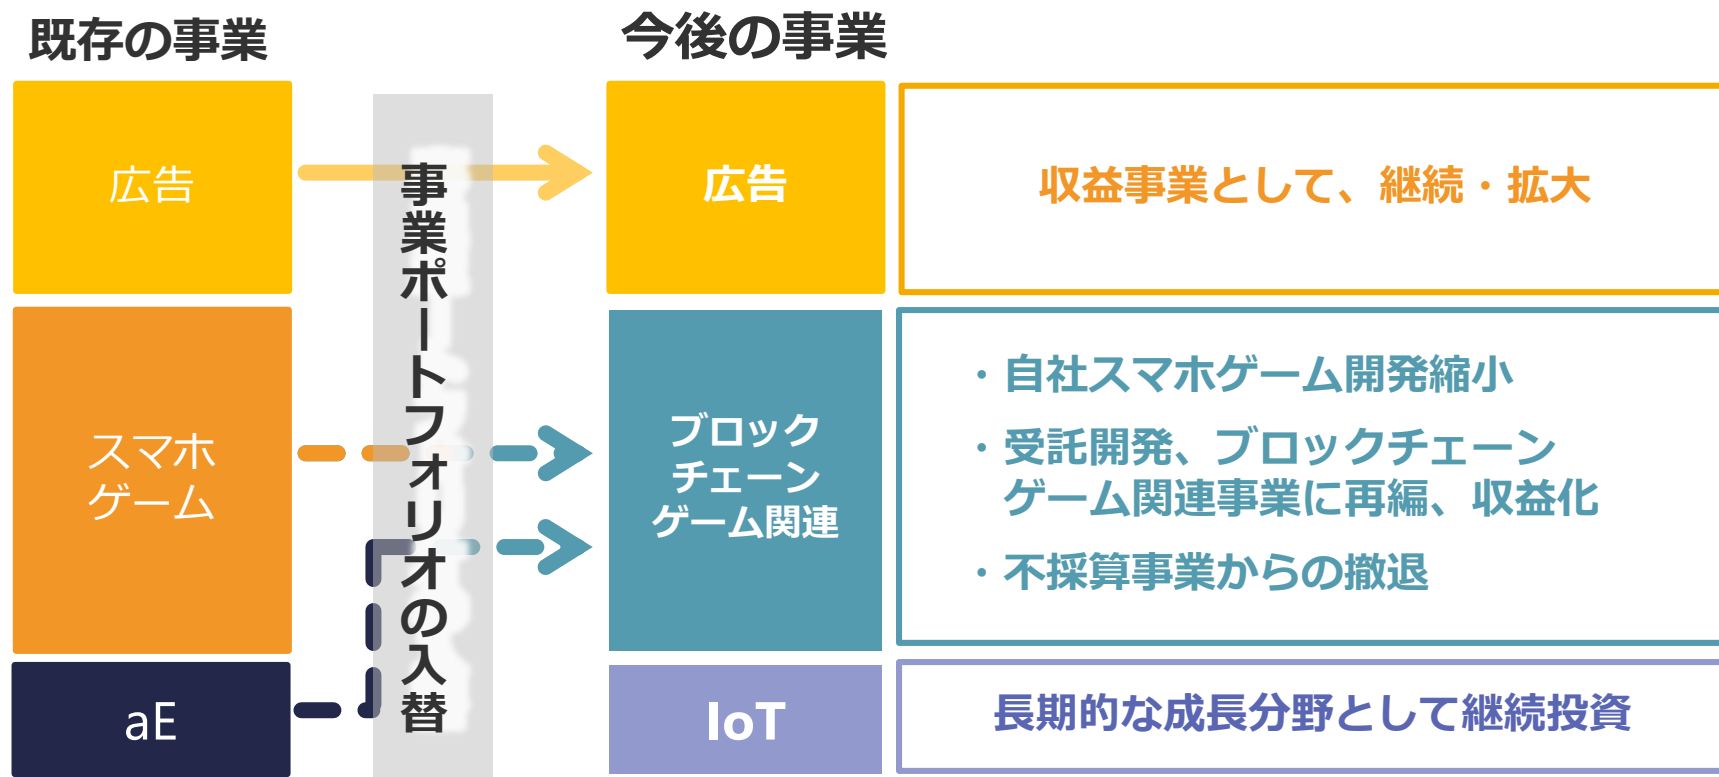 既存の事業
今後の事業
広告
スマホ
ゲーム
aE
事業ポートフォリオの入替
広告
収益事業として、継続・拡大
ブロック
チェーン
ゲーム関連
・自社スマホゲーム開発縮小
・受託開発、ブロックチェーン
ゲーム関連事業に再編、収益化
・不採算事業からの撤退
IoT
長期的な成長分野として継続投資